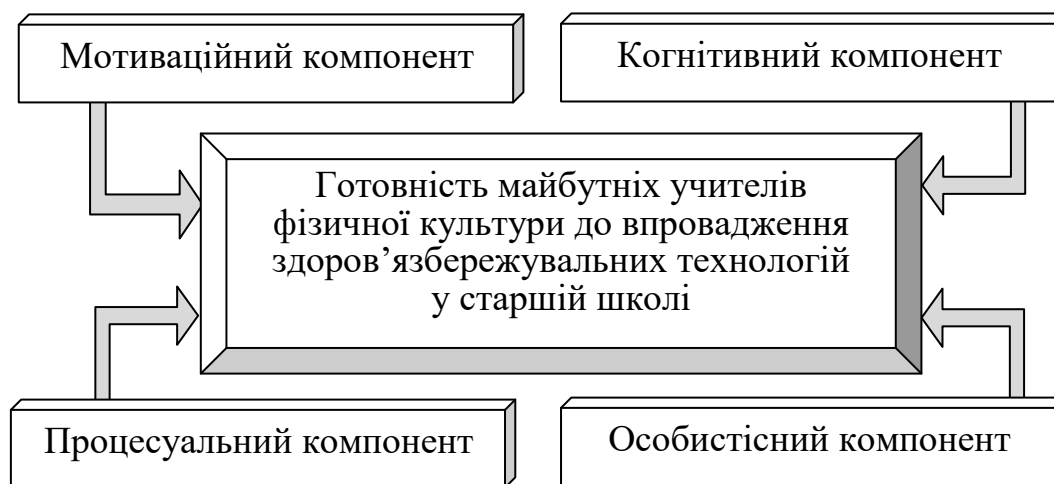 Мотиваційний компонент
Когнітивний компонент
Готовність майбутніх учителів
фізичної культури до впровадження
здоров’язбережувальних технологій
у старшій школі
Процесуальний компонент
Особистісний компонент